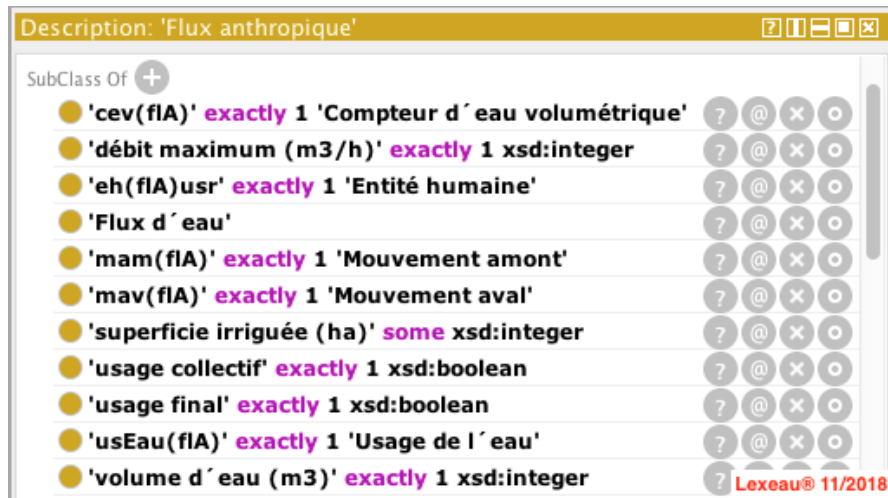 Description: 'Flux anthropique'
SubClass Of
'cev(flA)' exactly 1 'Compteur d´eau volumétrique'
'débit maximum (m3/h)' exactly 1 xsd:integer
'eh(flA)usr' exactly 1 'Entité humaine'
'Flux d´eau'
'mam(flA)' exactly 1 'Mouvement amont'
'mav(flA)' exactly 1 'Mouvement aval'
'superficie irriguée (ha)' some xsd:integer
'usage collectif' exactly 1 xsd:boolean
'usage final' exactly 1 xsd:boolean
'usEau(flA)' exactly 1 'Usage de l´eau'
'volume d´eau (m3)' exactly 1 xsd:integer
Lexeau® 11/2018